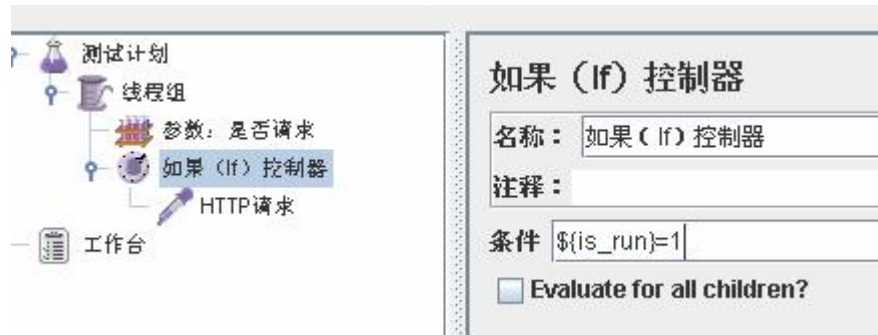 测试计划
线程组
参数：是否请求
如果（If）控制器
HTTP请求
工作台
如果（If）控制器
名称： 如果（If）控制器
注释：
条件 ${is_run}=1
Evaluate for all children?